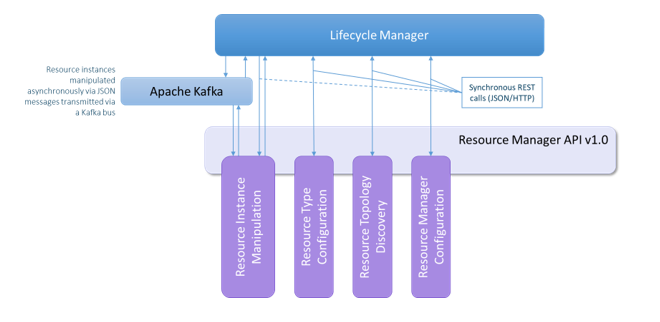 Lifecycle Manager
Resource instances
manipulated
asynchronously via JSON
messages transmitted via
a Kafka bus
Apache Kafka
Synchronous REST
calls (JSON/HTTP)
Resource Manager API v1.0
Resource Instance
Manipulation
Resource Type
Configuration
Resource Topology
Discovery
Resource Manager
Configuration